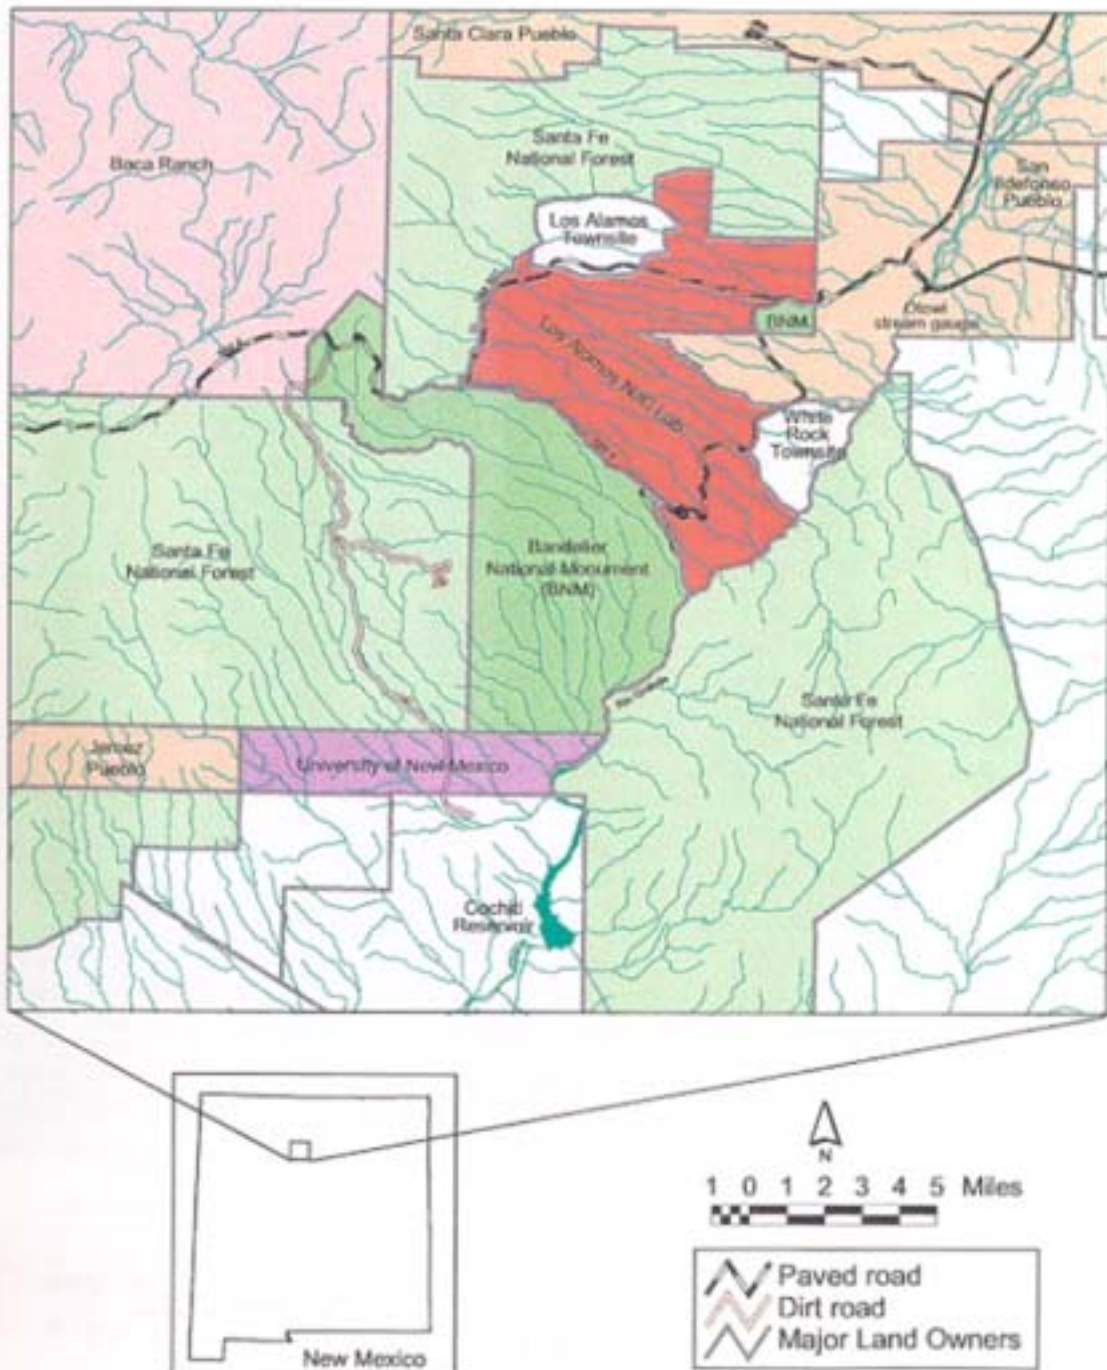 Santa Clara Pueblo
Santa Fe
National Forest
Baca Ranch
San
Ildefonso
Pueblo
Los Alamos
Townsite
Otowi
stream gauge
BNM
Los Alamos Natl Lab
White
Rock
Townsite
Santa Fe
National Forest
Bandelier
National Monument
(BNM)
Rio Grande
Santa Fe
National Forest
Jemez
Pueblo
University of New Mexico
Cochiti
Reservoir
N
1 0 1 2 3 4 5 Miles
Paved road
Dirt road
Major Land Owners
New Mexico